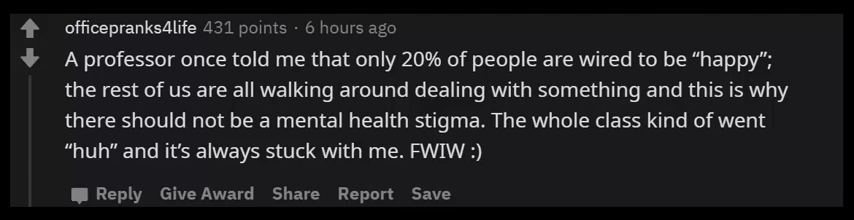 officepranks4life 431 points · 6 hours ago
A professor once told me that only 20% of people are wired to be “happy”;
the rest of us are all walking around dealing with something and this is why
there should not be a mental health stigma. The whole class kind of went
“huh” and it’s always stuck with me. FWIW :)
Reply Give Award Share Report Save